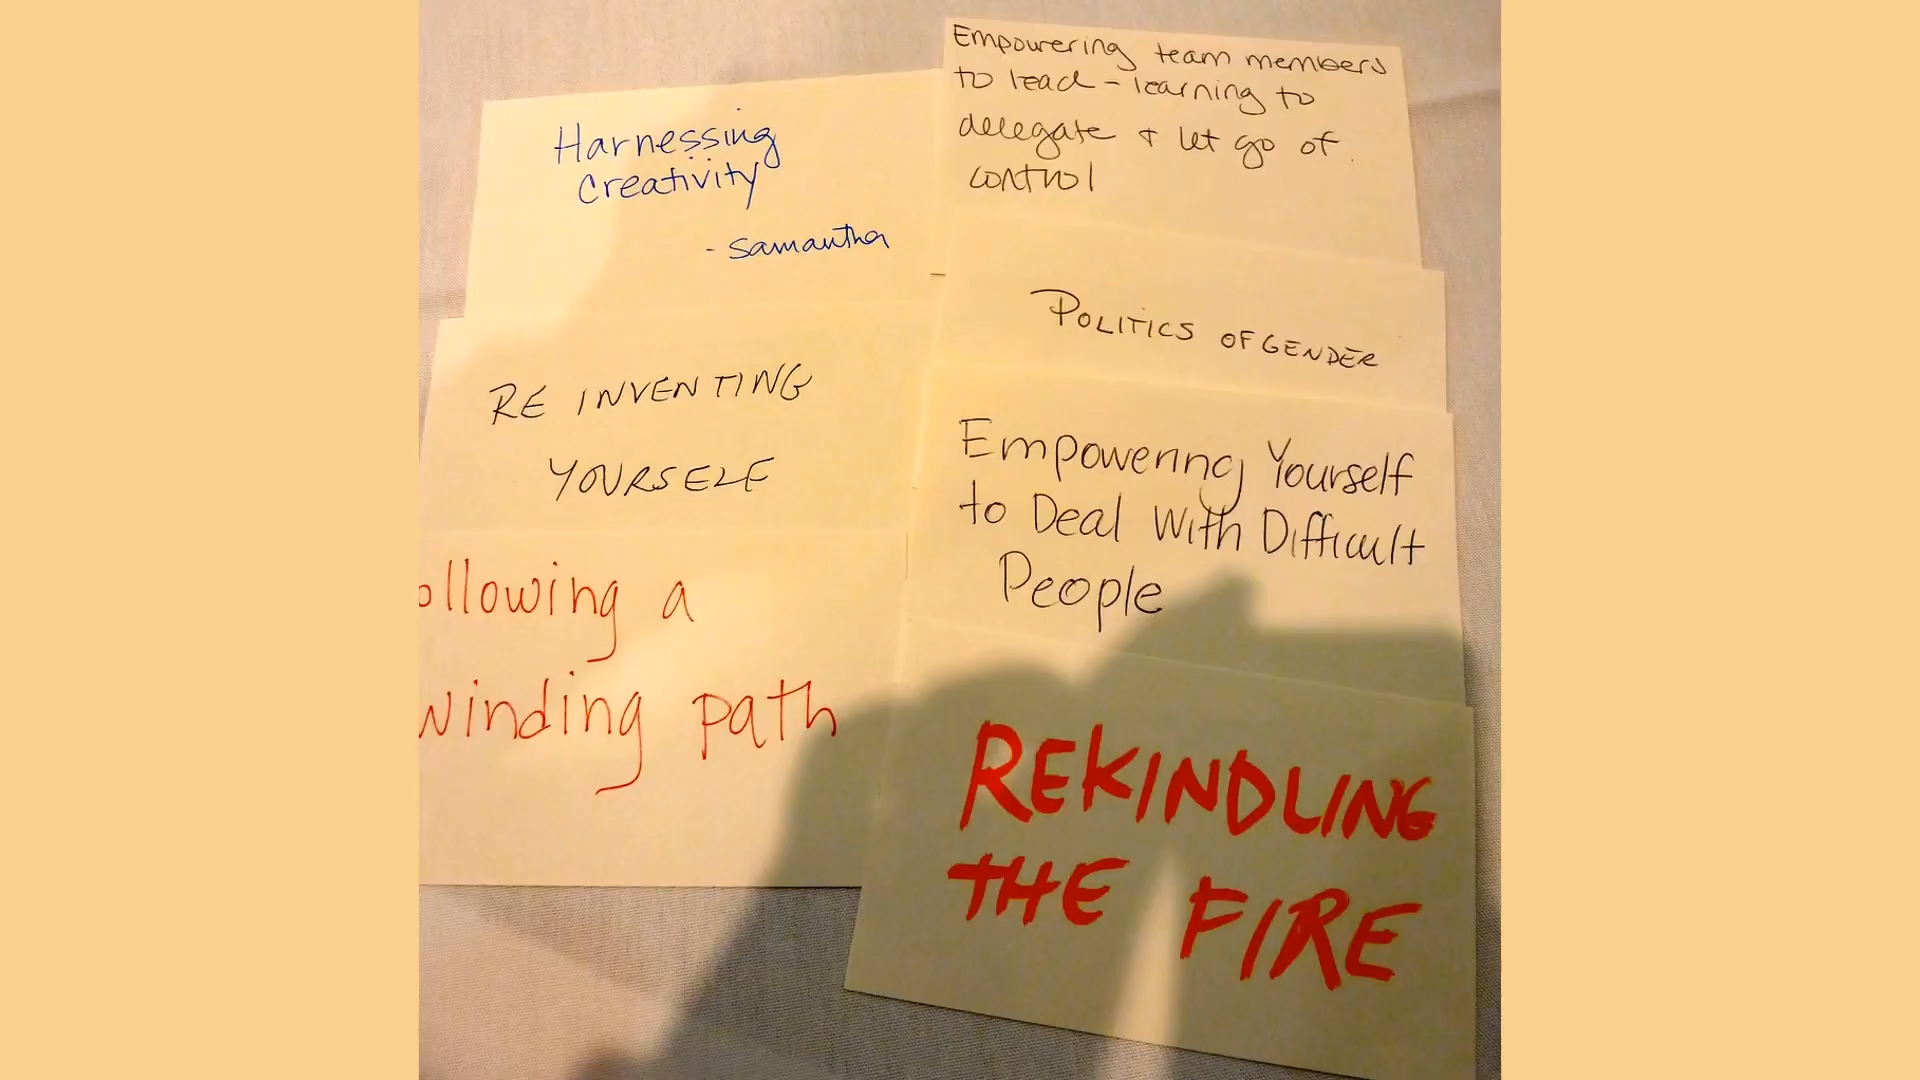 Harnessing
Creativity
- Samantha
RE INVENTING
YOURSELF
ollowing a
winding path
Empowering team members
to lead - learning to
delegate + let go of
control
POLITICS OF GENDER
Empowering Yourself
to Deal With Difficult
People
REKINDLING
THE FIRE